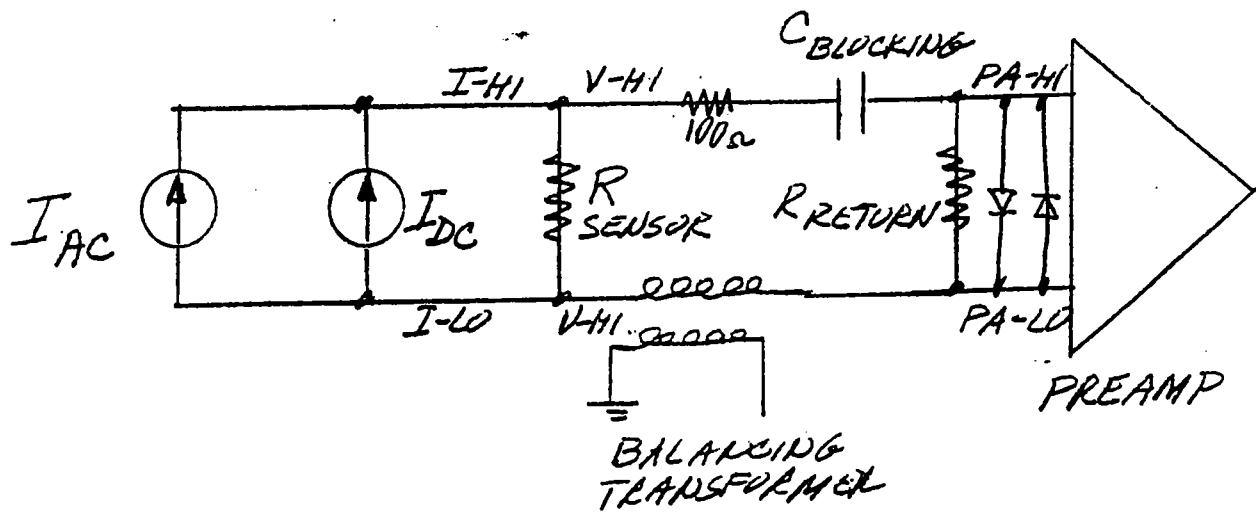 C BLOCKING
I-HI
V-HI
PA-HI
100Ω
I AC
I DC
R SENSOR
R RETURN
I-LO
V-HI
PA-LO
PREAMP
BALANCING
TRANSFORMER